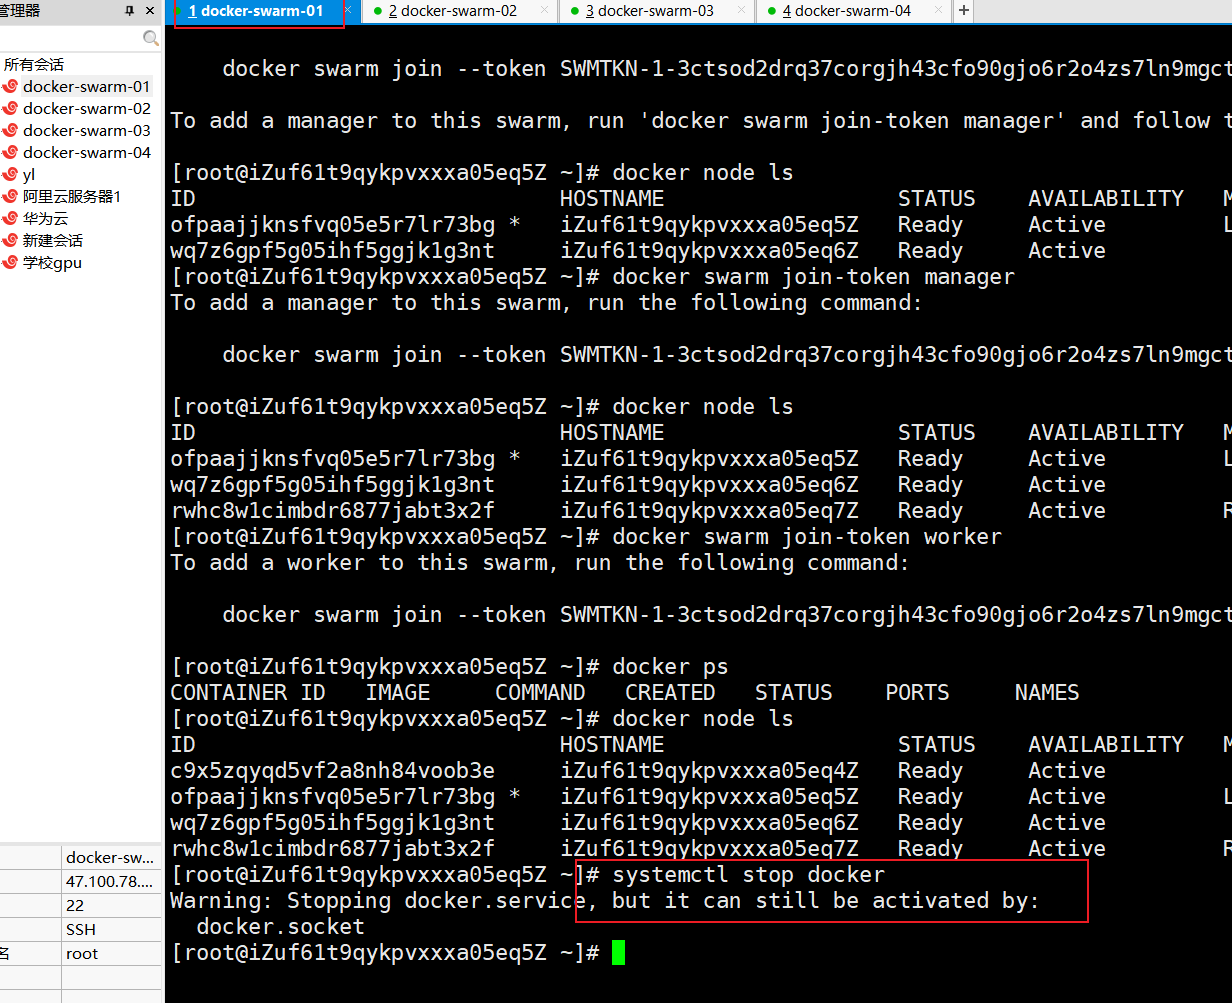 管理器
1 docker-swarm-01
2 docker-swarm-02
3 docker-swarm-03
4 docker-swarm-04
所有会话
docker-swarm-01
docker-swarm-02
docker-swarm-03
docker-swarm-04
yl
阿里云服务器1
华为云
新建会话
学校gpu
docker-sw...
47.100.78....
22
SSH
名 root
docker swarm join --token SWMTKN-1-3ctsod2drq37corgjh43cfo90gjo6r2o4zs7ln9mgct
To add a manager to this swarm, run 'docker swarm join-token manager' and follow t
[root@iZuf61t9qykpvxxxa05eq5Z ~]# docker node ls
ID HOSTNAME STATUS AVAILABILITY M
ofpaajjknsfvq05e5r7lr73bg * iZuf61t9qykpvxxxa05eq5Z Ready Active L
wq7z6gpf5g05ihf5ggjk1g3nt iZuf61t9qykpvxxxa05eq6Z Ready Active
[root@iZuf61t9qykpvxxxa05eq5Z ~]# docker swarm join-token manager
To add a manager to this swarm, run the following command:
docker swarm join --token SWMTKN-1-3ctsod2drq37corgjh43cfo90gjo6r2o4zs7ln9mgct
[root@iZuf61t9qykpvxxxa05eq5Z ~]# docker node ls
ID HOSTNAME STATUS AVAILABILITY M
ofpaajjknsfvq05e5r7lr73bg * iZuf61t9qykpvxxxa05eq5Z Ready Active L
wq7z6gpf5g05ihf5ggjk1g3nt iZuf61t9qykpvxxxa05eq6Z Ready Active
rwhc8w1cimbdr6877jabt3x2f iZuf61t9qykpvxxxa05eq7Z Ready Active R
[root@iZuf61t9qykpvxxxa05eq5Z ~]# docker swarm join-token worker
To add a worker to this swarm, run the following command:
docker swarm join --token SWMTKN-1-3ctsod2drq37corgjh43cfo90gjo6r2o4zs7ln9mgct
[root@iZuf61t9qykpvxxxa05eq5Z ~]# docker ps
CONTAINER ID IMAGE COMMAND CREATED STATUS PORTS NAMES
[root@iZuf61t9qykpvxxxa05eq5Z ~]# docker node ls
ID HOSTNAME STATUS AVAILABILITY M
c9x5zqyqd5vf2a8nh84voob3e iZuf61t9qykpvxxxa05eq4Z Ready Active
ofpaajjknsfvq05e5r7lr73bg * iZuf61t9qykpvxxxa05eq5Z Ready Active L
wq7z6gpf5g05ihf5ggjk1g3nt iZuf61t9qykpvxxxa05eq6Z Ready Active
rwhc8w1cimbdr6877jabt3x2f iZuf61t9qykpvxxxa05eq7Z Ready Active R
[root@iZuf61t9qykpvxxxa05eq5Z ~]# systemctl stop docker
Warning: Stopping docker.service, but it can still be activated by:
docker.socket
[root@iZuf61t9qykpvxxxa05eq5Z ~]#